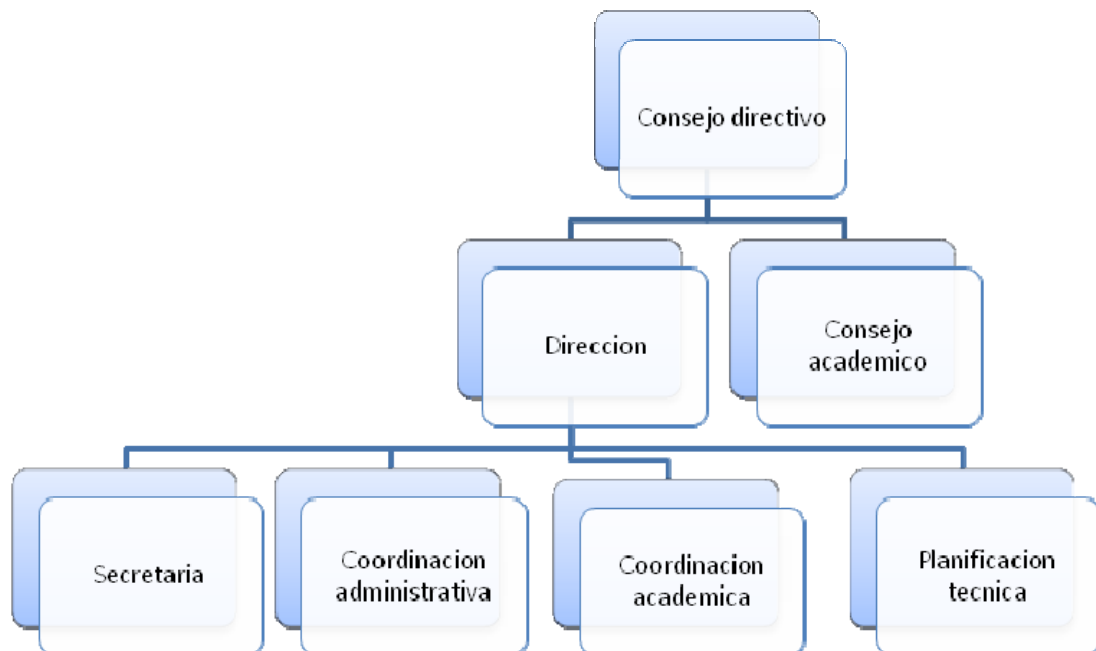 Consejo directivo
Direccion
Consejo
academico
Secretaria
Coordinacion
administrativa
Coordinacion
academica
Planificacion
tecnica